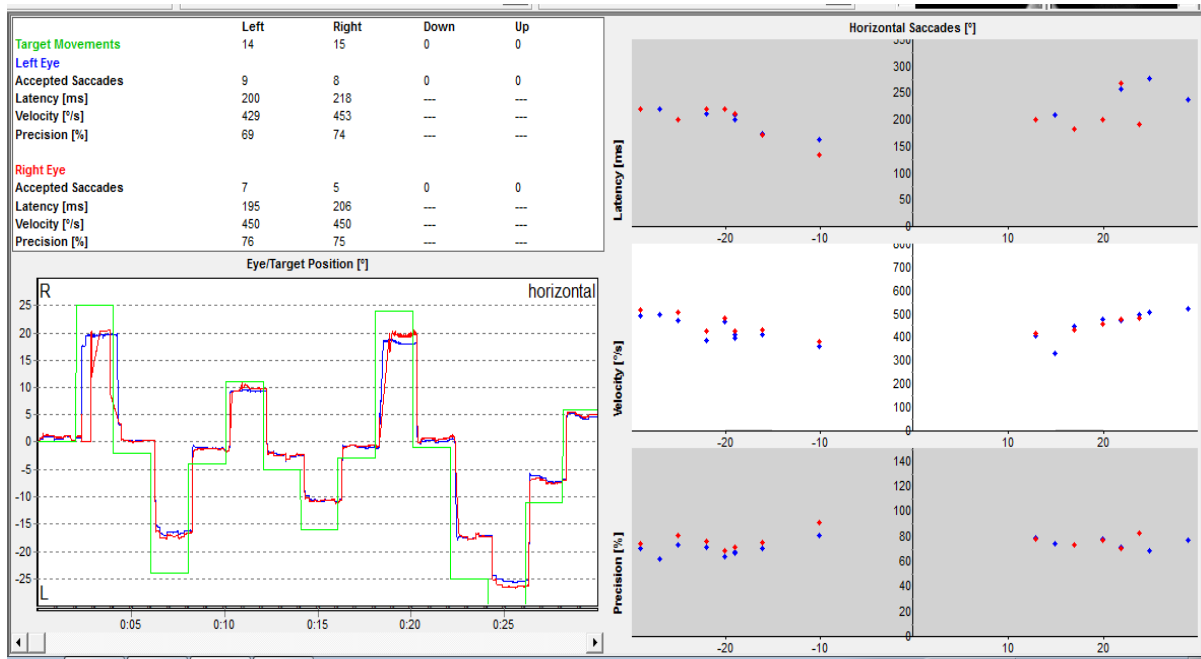 Left Right Down Up
Target Movements 14 15 0 0
Left Eye
Accepted Saccades 9 8 0 0
Latency [ms] 200 218 --- ---
Velocity [°/s] 429 453 --- ---
Precision [%] 69 74 --- ---
Right Eye
Accepted Saccades 7 5 0 0
Latency [ms] 195 206 --- ---
Velocity [°/s] 450 450 --- ---
Precision [%] 76 75 --- ---
Eye/Target Position [°]
R horizontal
25
20
15
10
5
0
-5
-10
-15
-20
-25
L
0:05 0:10 0:15 0:20 0:25
Horizontal Saccades [°]
Latency [ms]
350
300
250
200
150
100
50
0
-20 -10 10 20
Velocity [°/s]
800
700
600
500
400
300
200
100
0
-20 -10 10 20
Precision [%]
140
120
100
80
60
40
20
0
-20 -10 10 20